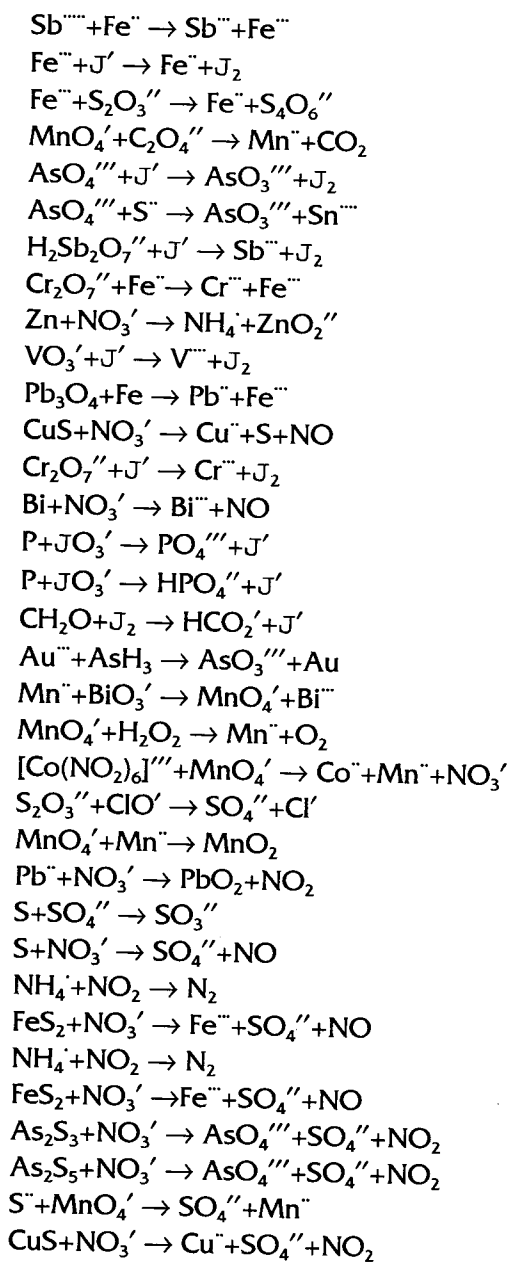 Sb˙˙˙˙˙+Fe˙˙ → Sb˙˙˙+Fe˙˙˙
Fe˙˙˙+J′ → Fe˙˙+J₂
Fe˙˙˙+S₂O₃″ → Fe˙˙+S₄O₆″
MnO₄′+C₂O₄″ → Mn˙˙+CO₂
AsO₄‴+J′ → AsO₃‴+J₂
AsO₄‴+S˙˙ → AsO₃‴+Sn˙˙˙˙
H₂Sb₂O₇″+J′ → Sb˙˙˙+J₂
Cr₂O₇″+Fe˙˙→ Cr˙˙˙+Fe˙˙˙
Zn+NO₃′ → NH₄˙+ZnO₂″
VO₃′+J′ → V˙˙˙+J₂
Pb₃O₄+Fe → Pb˙˙+Fe˙˙˙
CuS+NO₃′ → Cu˙˙+S+NO
Cr₂O₇″+J′ → Cr˙˙˙+J₂
Bi+NO₃′ → Bi˙˙˙+NO
P+JO₃′ → PO₄‴+J′
P+JO₃′ → HPO₄″+J′
CH₂O+J₂ → HCO₂′+J′
Au˙˙˙+AsH₃ → AsO₃‴+Au
Mn˙˙+BiO₃′ → MnO₄′+Bi˙˙˙
MnO₄′+H₂O₂ → Mn˙˙+O₂
[Co(NO₂)₆]‴+MnO₄′ → Co˙˙+Mn˙˙+NO₃′
S₂O₃″+ClO′ → SO₄″+Cl′
MnO₄′+Mn˙˙→ MnO₂
Pb˙˙+NO₃′ → PbO₂+NO₂
S+SO₄″ → SO₃″
S+NO₃′ → SO₄″+NO
NH₄˙+NO₂ → N₂
FeS₂+NO₃′ → Fe˙˙˙+SO₄″+NO
NH₄˙+NO₂ → N₂
FeS₂+NO₃′ →Fe˙˙˙+SO₄″+NO
As₂S₃+NO₃′ → AsO₄‴+SO₄″+NO₂
As₂S₅+NO₃′ → AsO₄‴+SO₄″+NO₂
S˙˙+MnO₄′ → SO₄″+Mn˙˙
CuS+NO₃′ → Cu˙˙+SO₄″+NO₂